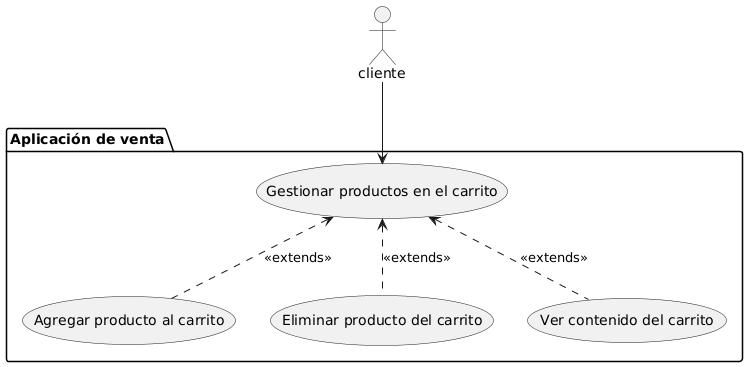 cliente
Aplicación de venta
Gestionar productos en el carrito
«extends»
«extends»
«extends»
Agregar producto al carrito
Eliminar producto del carrito
Ver contenido del carrito